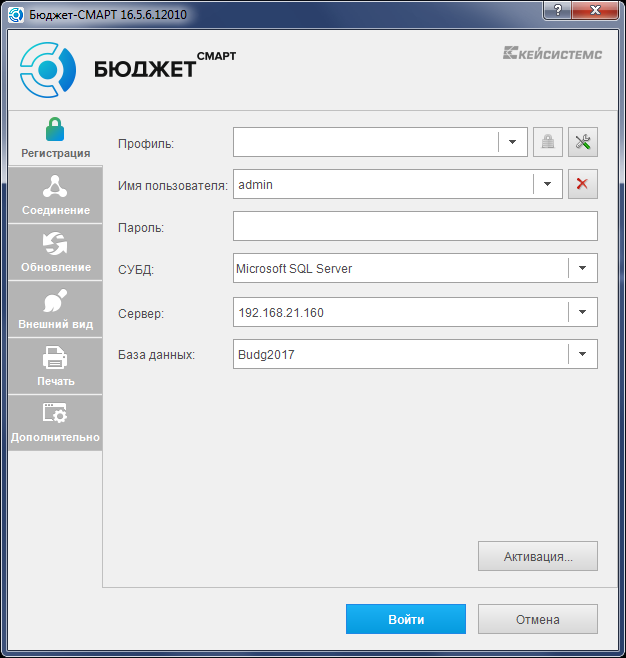 Бюджет-СМАРТ 16.5.6.12010
БЮДЖЕТ СМАРТ
КЕЙСИСТЕМС
Регистрация
Соединение
Обновление
Внешний вид
Печать
Дополнительно
Профиль:
Имя пользователя: admin
Пароль:
СУБД: Microsoft SQL Server
Сервер: 192.168.21.160
База данных: Budg2017
Активация...
Войти
Отмена